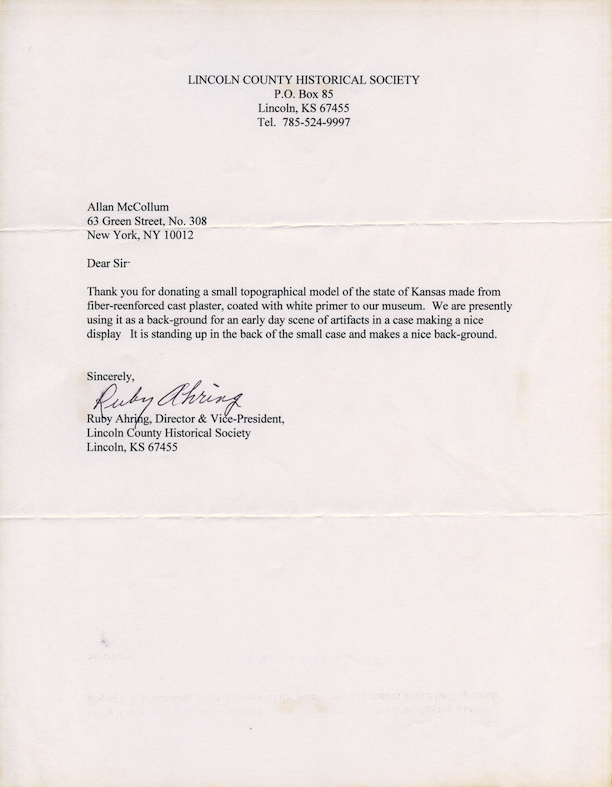 LINCOLN COUNTY HISTORICAL SOCIETY
P.O. Box 85
Lincoln, KS 67455
Tel. 785-524-9997
Allan McCollum
63 Green Street, No. 308
New York, NY 10012
Dear Sir
Thank you for donating a small topographical model of the state of Kansas made from
fiber-reenforced cast plaster, coated with white primer to our museum. We are presently
using it as a back-ground for an early day scene of artifacts in a case making a nice
display It is standing up in the back of the small case and makes a nice back-ground.
Sincerely,
Ruby Ahring
Ruby Ahring, Director & Vice-President,
Lincoln County Historical Society
Lincoln, KS 67455